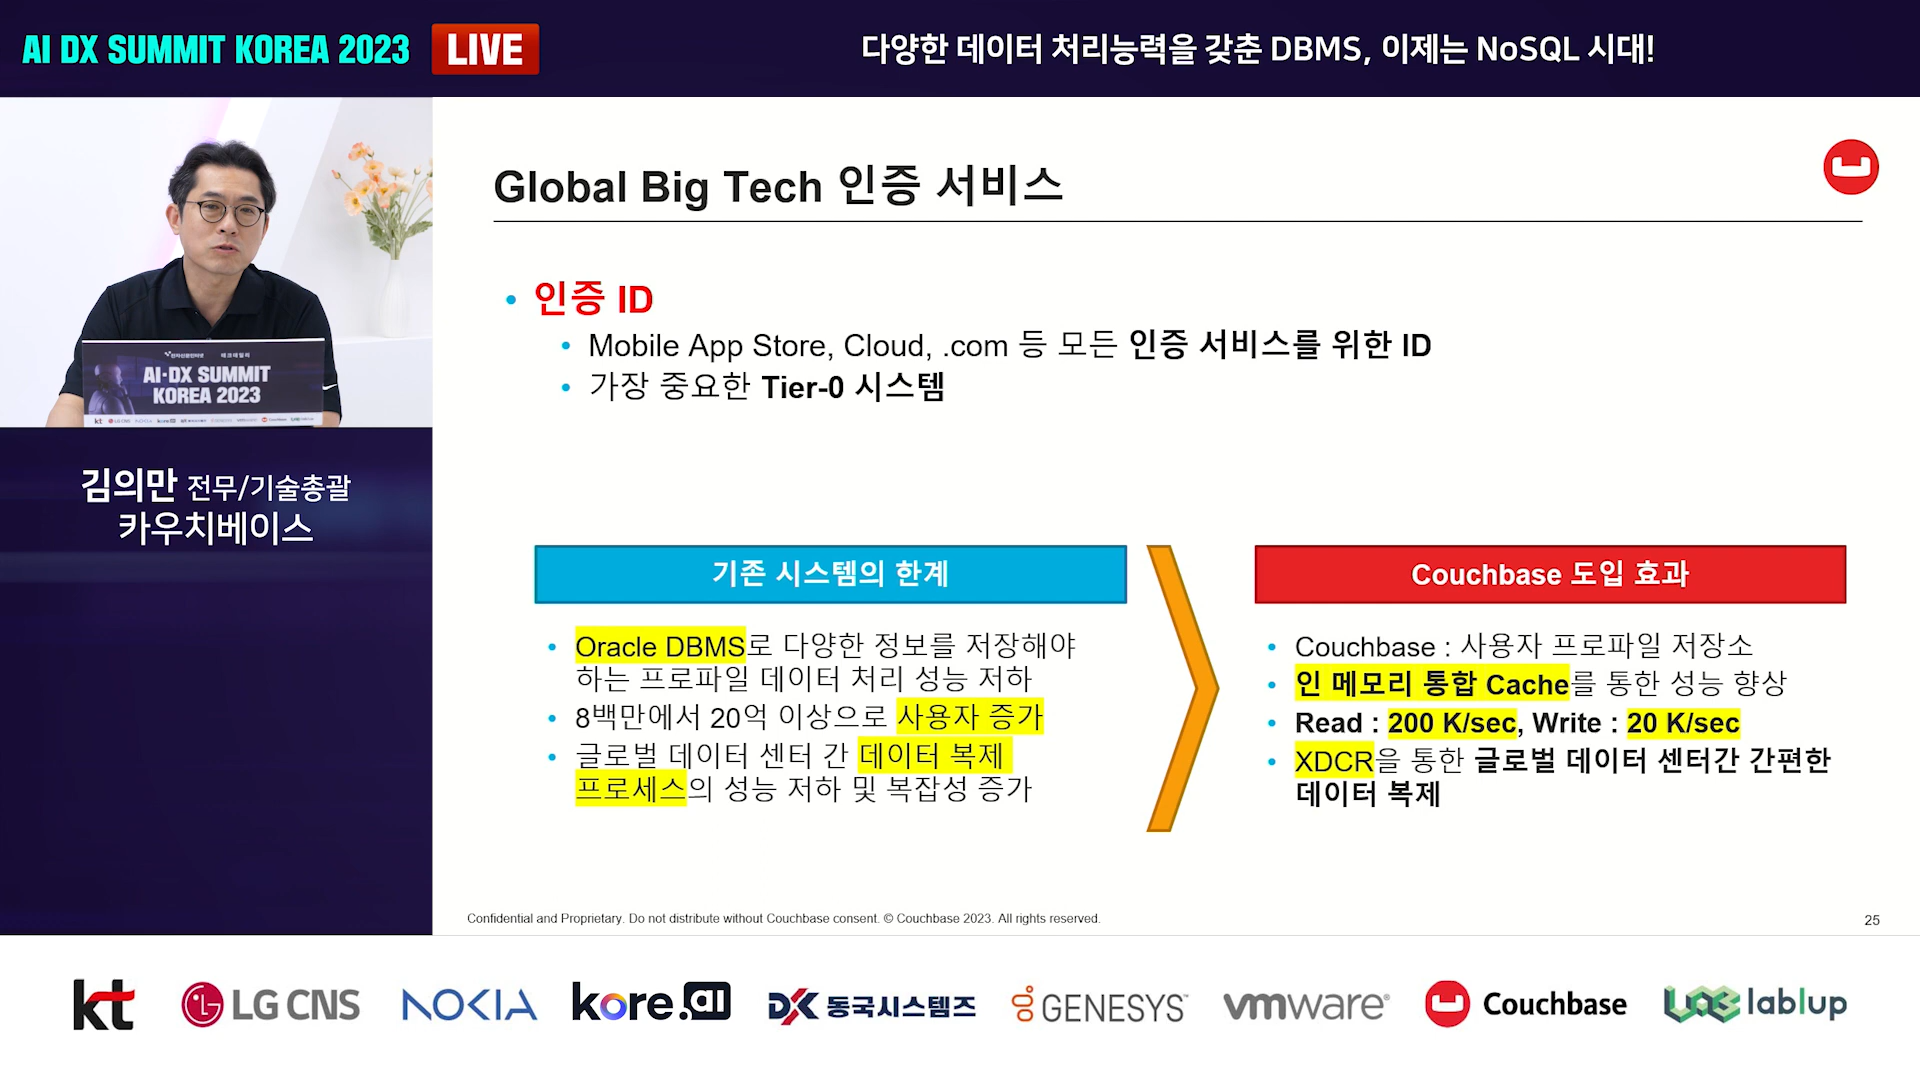 AI DX SUMMIT KOREA 2023
LIVE
다양한 데이터 처리능력을 갖춘 DBMS, 이제는 NoSQL 시대!
AI·DX SUMMIT
KOREA 2023
김의만 전무/기술총괄
카우치베이스
Global Big Tech 인증 서비스
• 인증 ID
• Mobile App Store, Cloud, .com 등 모든 인증 서비스를 위한 ID
• 가장 중요한 Tier-0 시스템
기존 시스템의 한계
• Oracle DBMS로 다양한 정보를 저장해야
하는 프로파일 데이터 처리 성능 저하
• 8백만에서 20억 이상으로 사용자 증가
• 글로벌 데이터 센터 간 데이터 복제
프로세스의 성능 저하 및 복잡성 증가
Couchbase 도입 효과
• Couchbase : 사용자 프로파일 저장소
• 인 메모리 통합 Cache를 통한 성능 향상
• Read : 200 K/sec, Write : 20 K/sec
• XDCR을 통한 글로벌 데이터 센터간 간편한
데이터 복제
Confidential and Proprietary. Do not distribute without Couchbase consent. © Couchbase 2023. All rights reserved.
25
kt LG CNS NOKIA kore.ai DK 동국시스템즈 GENESYS™ vmware® Couchbase lablup